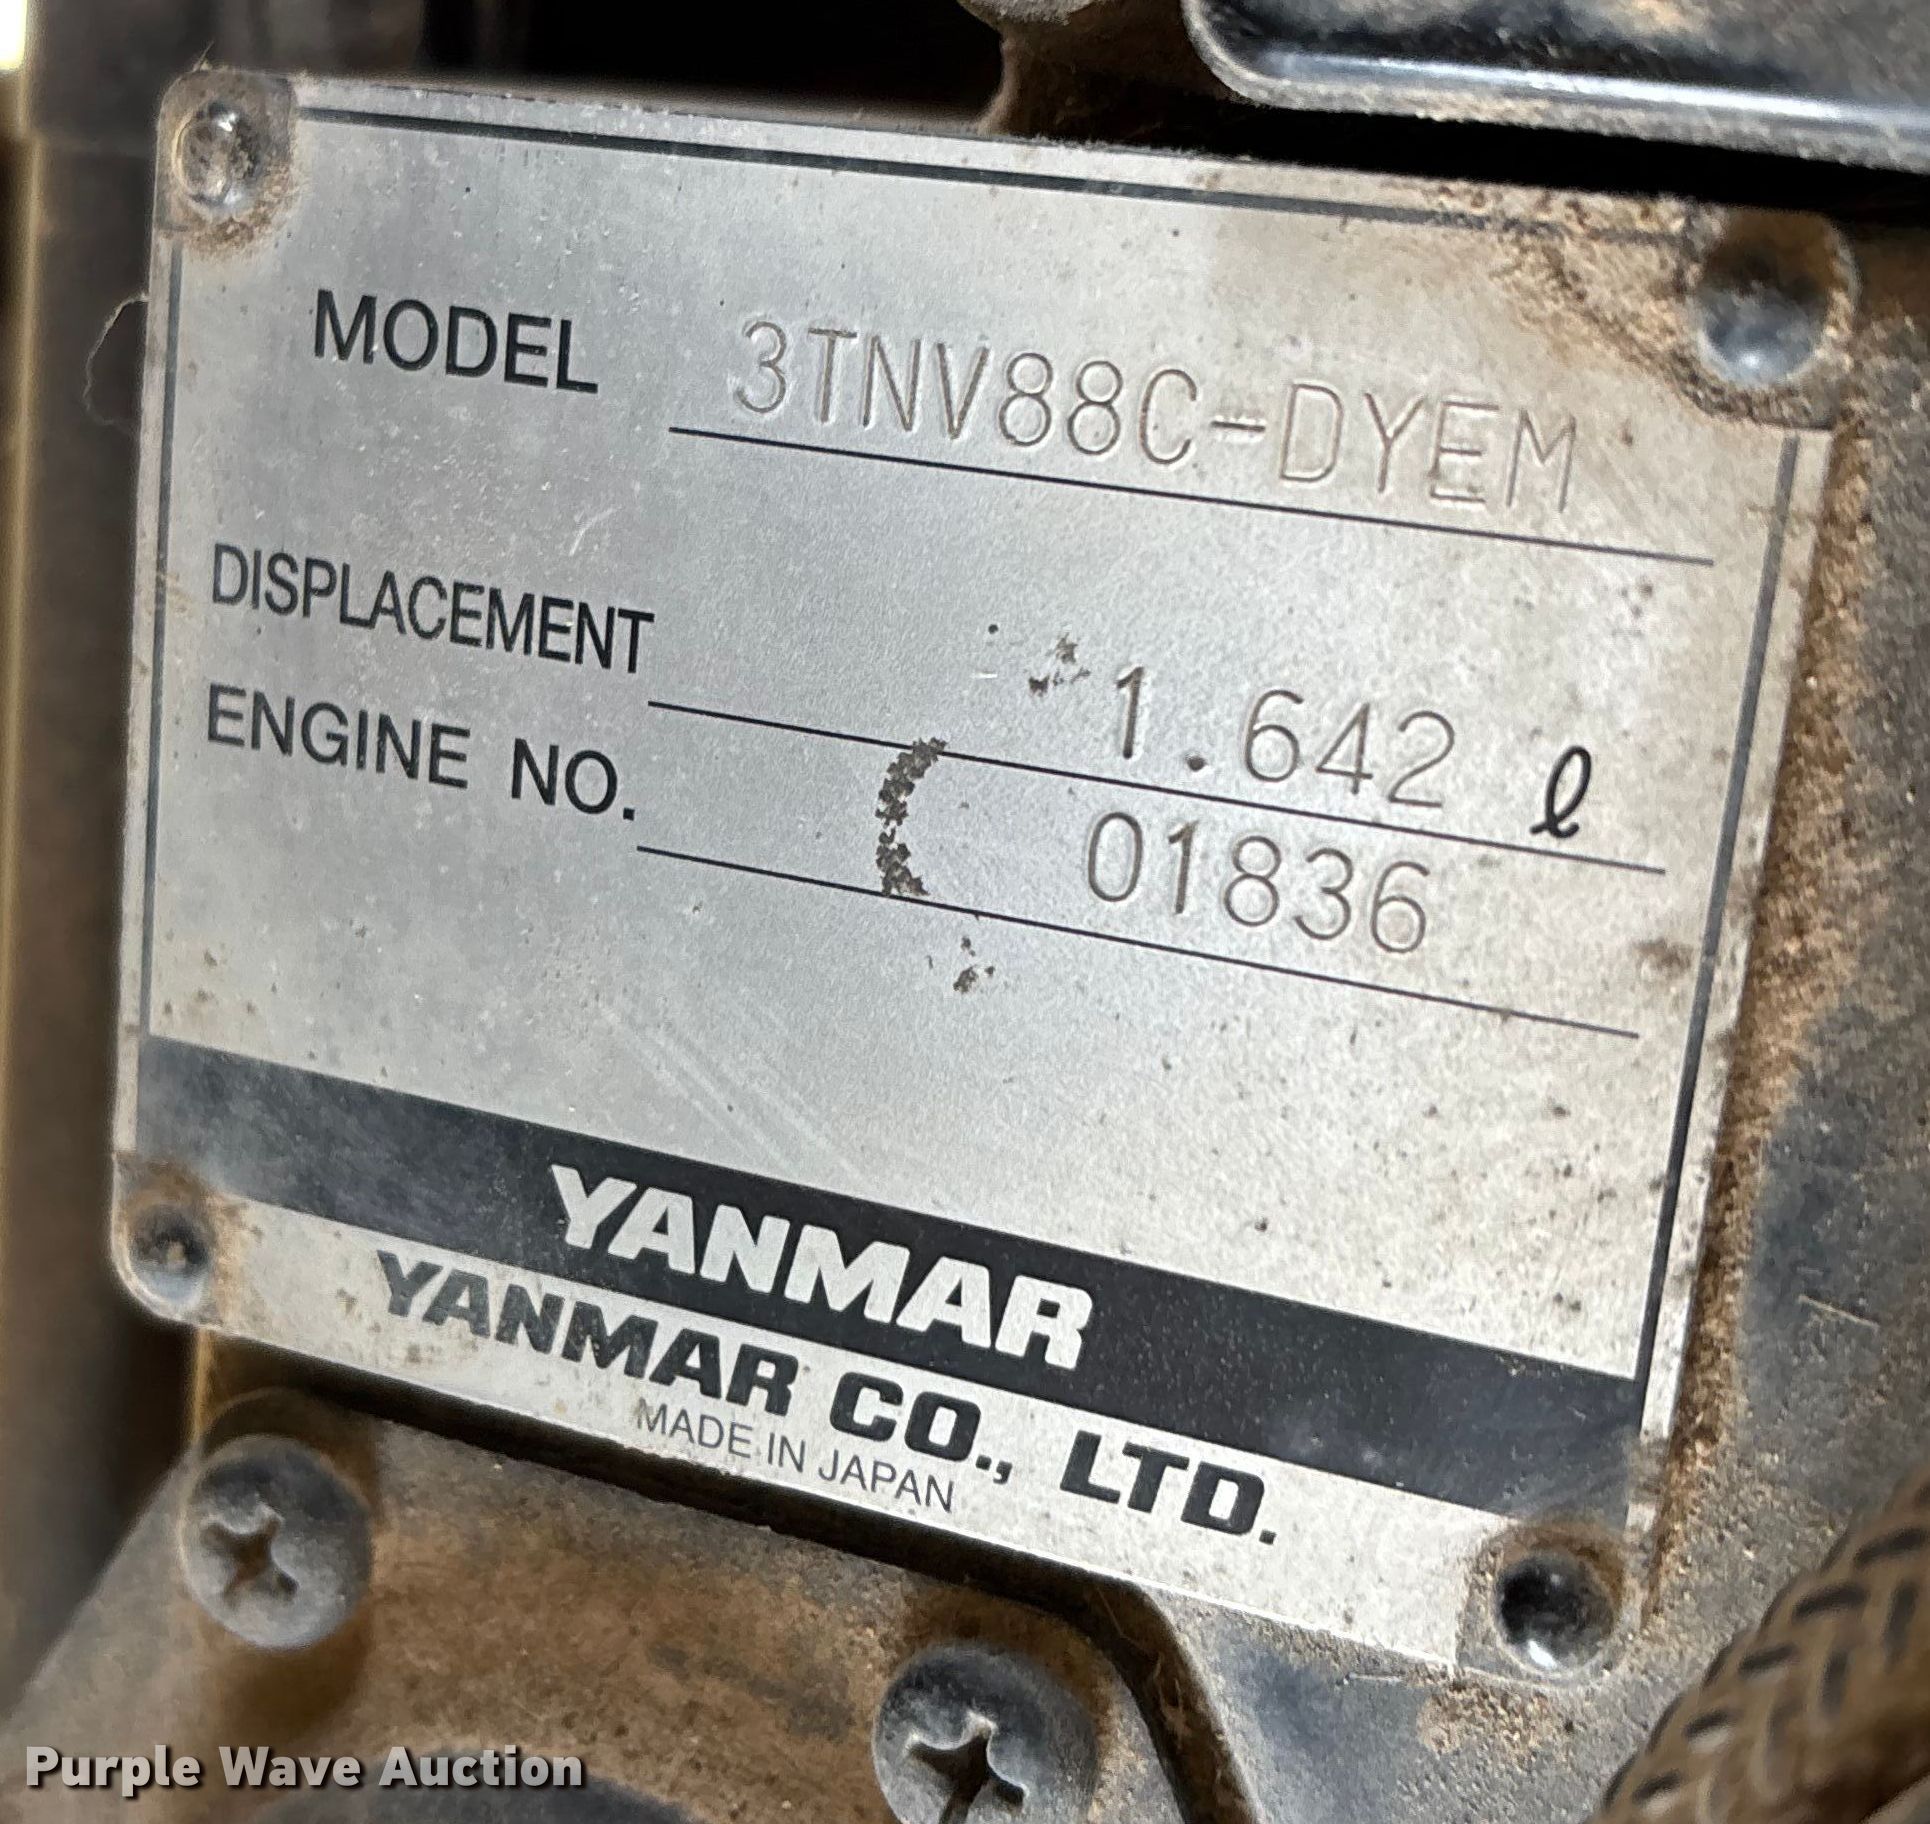 MODEL 3TNV88C-DYEM
DISPLACEMENT 1.642 ℓ
ENGINE NO. 01836
YANMAR
YANMAR CO., LTD.
MADE IN JAPAN
Purple Wave Auction